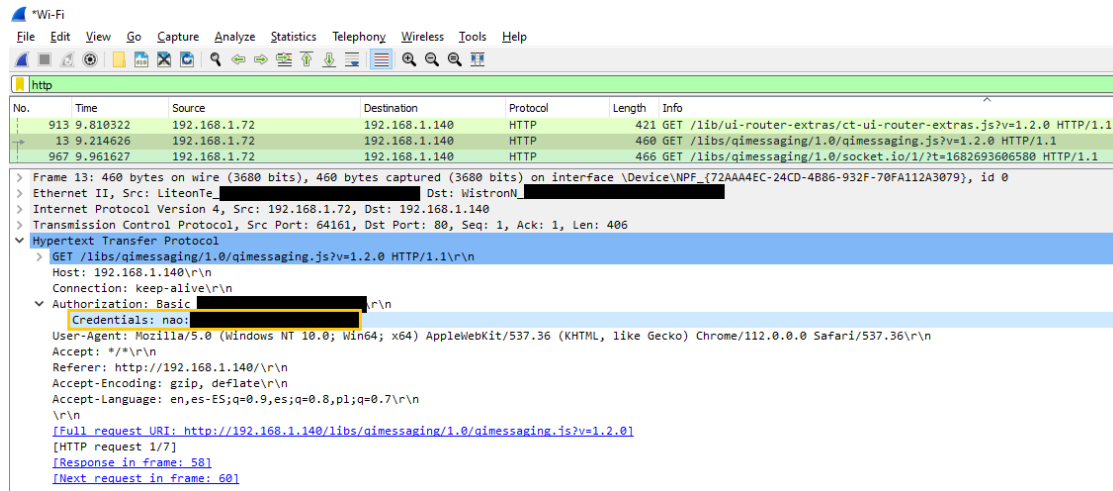 *Wi-Fi
File Edit View Go Capture Analyze Statistics Telephony Wireless Tools Help
http
No. Time Source Destination Protocol Length Info
913 9.810322 192.168.1.72 192.168.1.140 HTTP 421 GET /lib/ui-router-extras/ct-ui-router-extras.js?v=1.2.0 HTTP/1.1
13 9.214626 192.168.1.72 192.168.1.140 HTTP 460 GET /libs/qimessaging/1.0/qimessaging.js?v=1.2.0 HTTP/1.1
967 9.961627 192.168.1.72 192.168.1.140 HTTP 466 GET /libs/qimessaging/1.0/socket.io/1/?t=1682693606580 HTTP/1.1
Frame 13: 460 bytes on wire (3680 bits), 460 bytes captured (3680 bits) on interface \Device\NPF_{72AAA4EC-24CD-4B86-932F-70FA112A3079}, id 0
Ethernet II, Src: LiteonTe_ Dst: WistronN_
Internet Protocol Version 4, Src: 192.168.1.72, Dst: 192.168.1.140
Transmission Control Protocol, Src Port: 64161, Dst Port: 80, Seq: 1, Ack: 1, Len: 406
Hypertext Transfer Protocol
GET /libs/qimessaging/1.0/qimessaging.js?v=1.2.0 HTTP/1.1\r\n
Host: 192.168.1.140\r\n
Connection: keep-alive\r\n
Authorization: Basic \r\n
Credentials: nao:
User-Agent: Mozilla/5.0 (Windows NT 10.0; Win64; x64) AppleWebKit/537.36 (KHTML, like Gecko) Chrome/112.0.0.0 Safari/537.36\r\n
Accept: */*\r\n
Referer: http://192.168.1.140/\r\n
Accept-Encoding: gzip, deflate\r\n
Accept-Language: en,es-ES;q=0.9,es;q=0.8,pl;q=0.7\r\n
\r\n
[Full request URI: http://192.168.1.140/libs/qimessaging/1.0/qimessaging.js?v=1.2.0]
[HTTP request 1/7]
[Response in frame: 58]
[Next request in frame: 60]